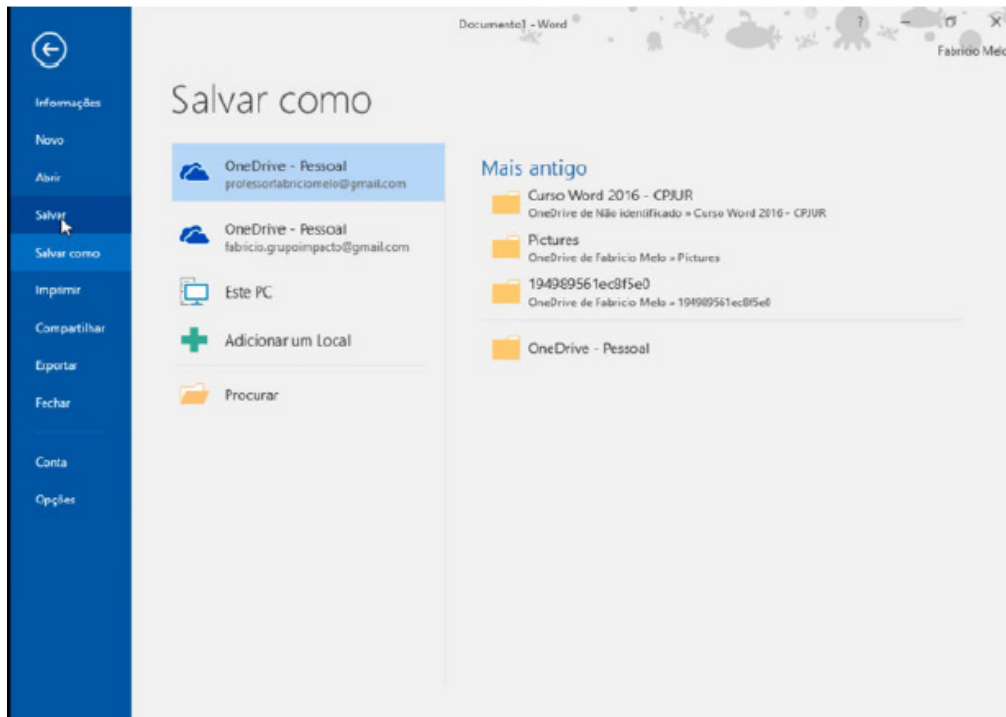 Documento1 - Word
?
Fabricio Melo
Informações
Novo
Abrir
Salvar
Salvar como
Imprimir
Compartilhar
Exportar
Fechar
Conta
Opções
Salvar como
OneDrive - Pessoal
professorfabriciomelo@gmail.com
OneDrive - Pessoal
fabricio.grupoimpacto@gmail.com
Este PC
Adicionar um Local
Procurar
Mais antigo
Curso Word 2016 - CPJUR
OneDrive de Não identificado » Curso Word 2016 - CPJUR
Pictures
OneDrive de Fabricio Melo » Pictures
194989561ec8f5e0
OneDrive de Fabricio Melo » 194989561ec8f5e0
OneDrive - Pessoal